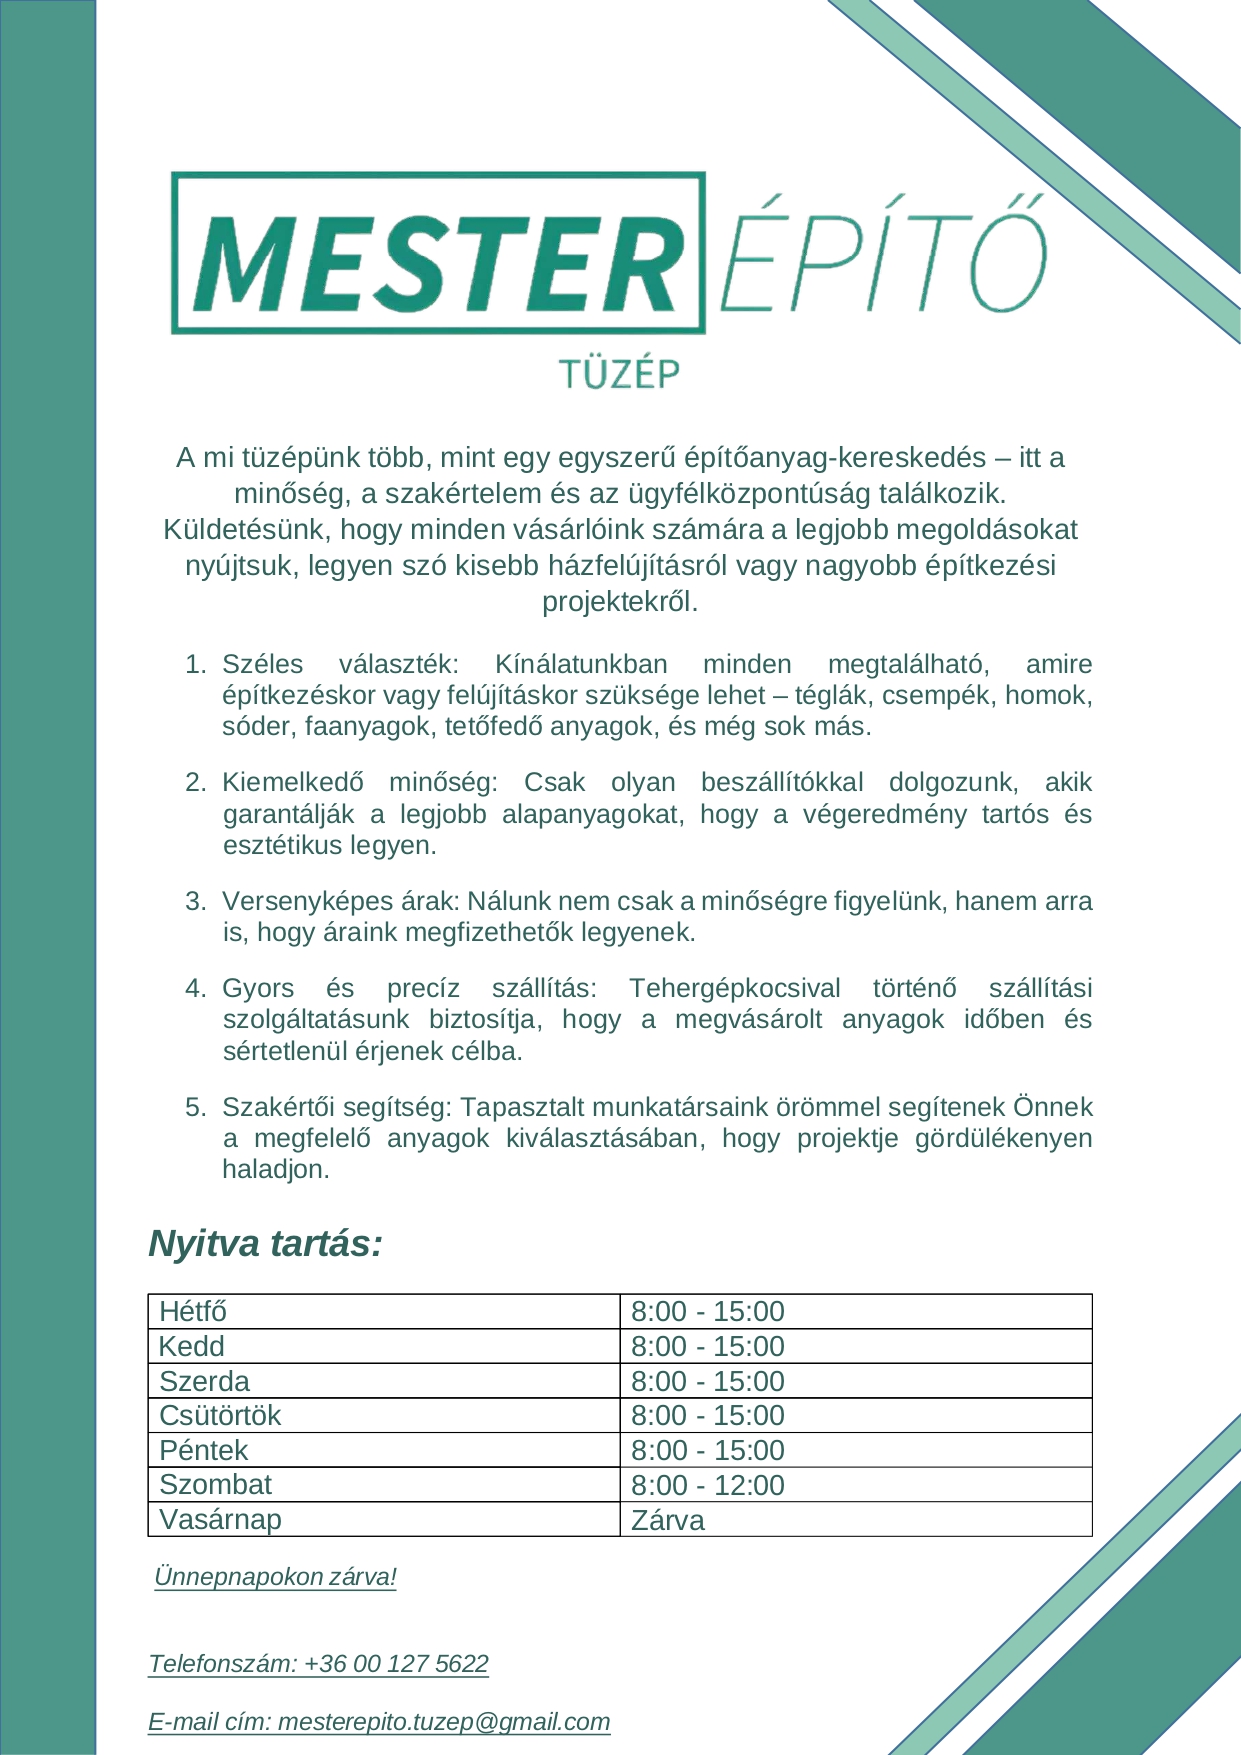 MESTER ÉPÍTŐ
TÜZÉP
A mi tüzépünk több, mint egy egyszerű építőanyag-kereskedés – itt a
minőség, a szakértelem és az ügyfélközpontúság találkozik.
Küldetésünk, hogy minden vásárlóink számára a legjobb megoldásokat
nyújtsuk, legyen szó kisebb házfelújításról vagy nagyobb építkezési
projektekről.
1. Széles választék: Kínálatunkban minden megtalálható, amire
építkezéskor vagy felújításkor szüksége lehet – téglák, csempék, homok,
sóder, faanyagok, tetőfedő anyagok, és még sok más.
2. Kiemelkedő minőség: Csak olyan beszállítókkal dolgozunk, akik
garantálják a legjobb alapanyagokat, hogy a végeredmény tartós és
esztétikus legyen.
3. Versenyképes árak: Nálunk nem csak a minőségre figyelünk, hanem arra
is, hogy áraink megfizethetők legyenek.
4. Gyors és precíz szállítás: Tehergépkocsival történő szállítási
szolgáltatásunk biztosítja, hogy a megvásárolt anyagok időben és
sértetlenül érjenek célba.
5. Szakértői segítség: Tapasztalt munkatársaink örömmel segítenek Önnek
a megfelelő anyagok kiválasztásában, hogy projektje gördülékenyen
haladjon.
Nyitva tartás:
Hétfő 8:00 - 15:00
Kedd 8:00 - 15:00
Szerda 8:00 - 15:00
Csütörtök 8:00 - 15:00
Péntek 8:00 - 15:00
Szombat 8:00 - 12:00
Vasárnap Zárva
Ünnepnapokon zárva!
Telefonszám: +36 00 127 5622
E-mail cím: mesterepito.tuzep@gmail.com